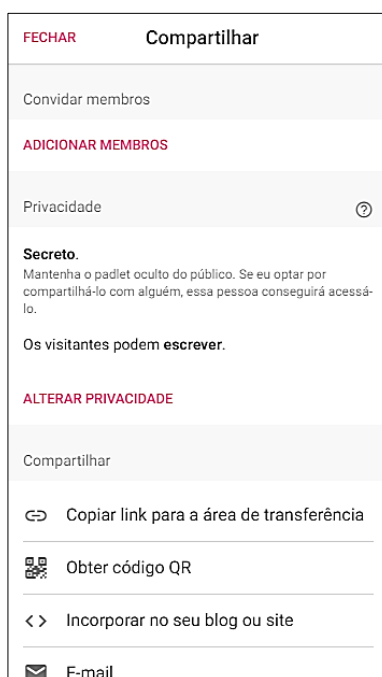 FECHAR Compartilhar
Convidar membros
ADICIONAR MEMBROS
Privacidade
Secreto.
Mantenha o padlet oculto do público. Se eu optar por
compartilhá-lo com alguém, essa pessoa conseguirá acessá-
lo.
Os visitantes podem escrever.
ALTERAR PRIVACIDADE
Compartilhar
Copiar link para a área de transferência
Obter código QR
Incorporar no seu blog ou site
E-mail